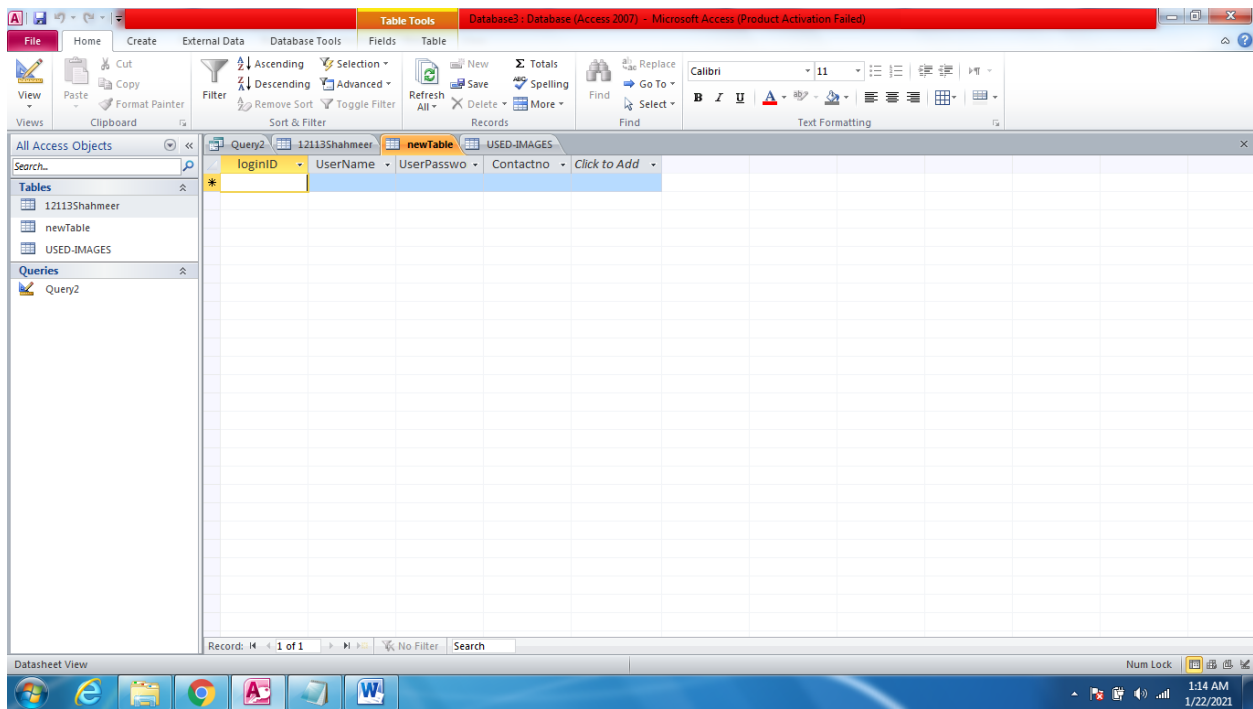 Table Tools Database3 : Database (Access 2007) - Microsoft Access (Product Activation Failed)
File Home Create External Data Database Tools Fields Table
View
Views
Paste
Cut
Copy
Format Painter
Clipboard
Filter
Ascending
Descending
Remove Sort
Selection
Advanced
Toggle Filter
Sort & Filter
Refresh
All
New
Save
Delete
Totals
Spelling
More
Records
Find
Replace
Go To
Select
Find
Calibri 11
B I U A
Text Formatting
All Access Objects
Search...
Tables
12113Shahmeer
newTable
USED-IMAGES
Queries
Query2
Query2 12113Shahmeer newTable USED-IMAGES
loginID UserName UserPasswo Contactno Click to Add
Record: 1 of 1 No Filter Search
Datasheet View Num Lock
1:14 AM
1/22/2021